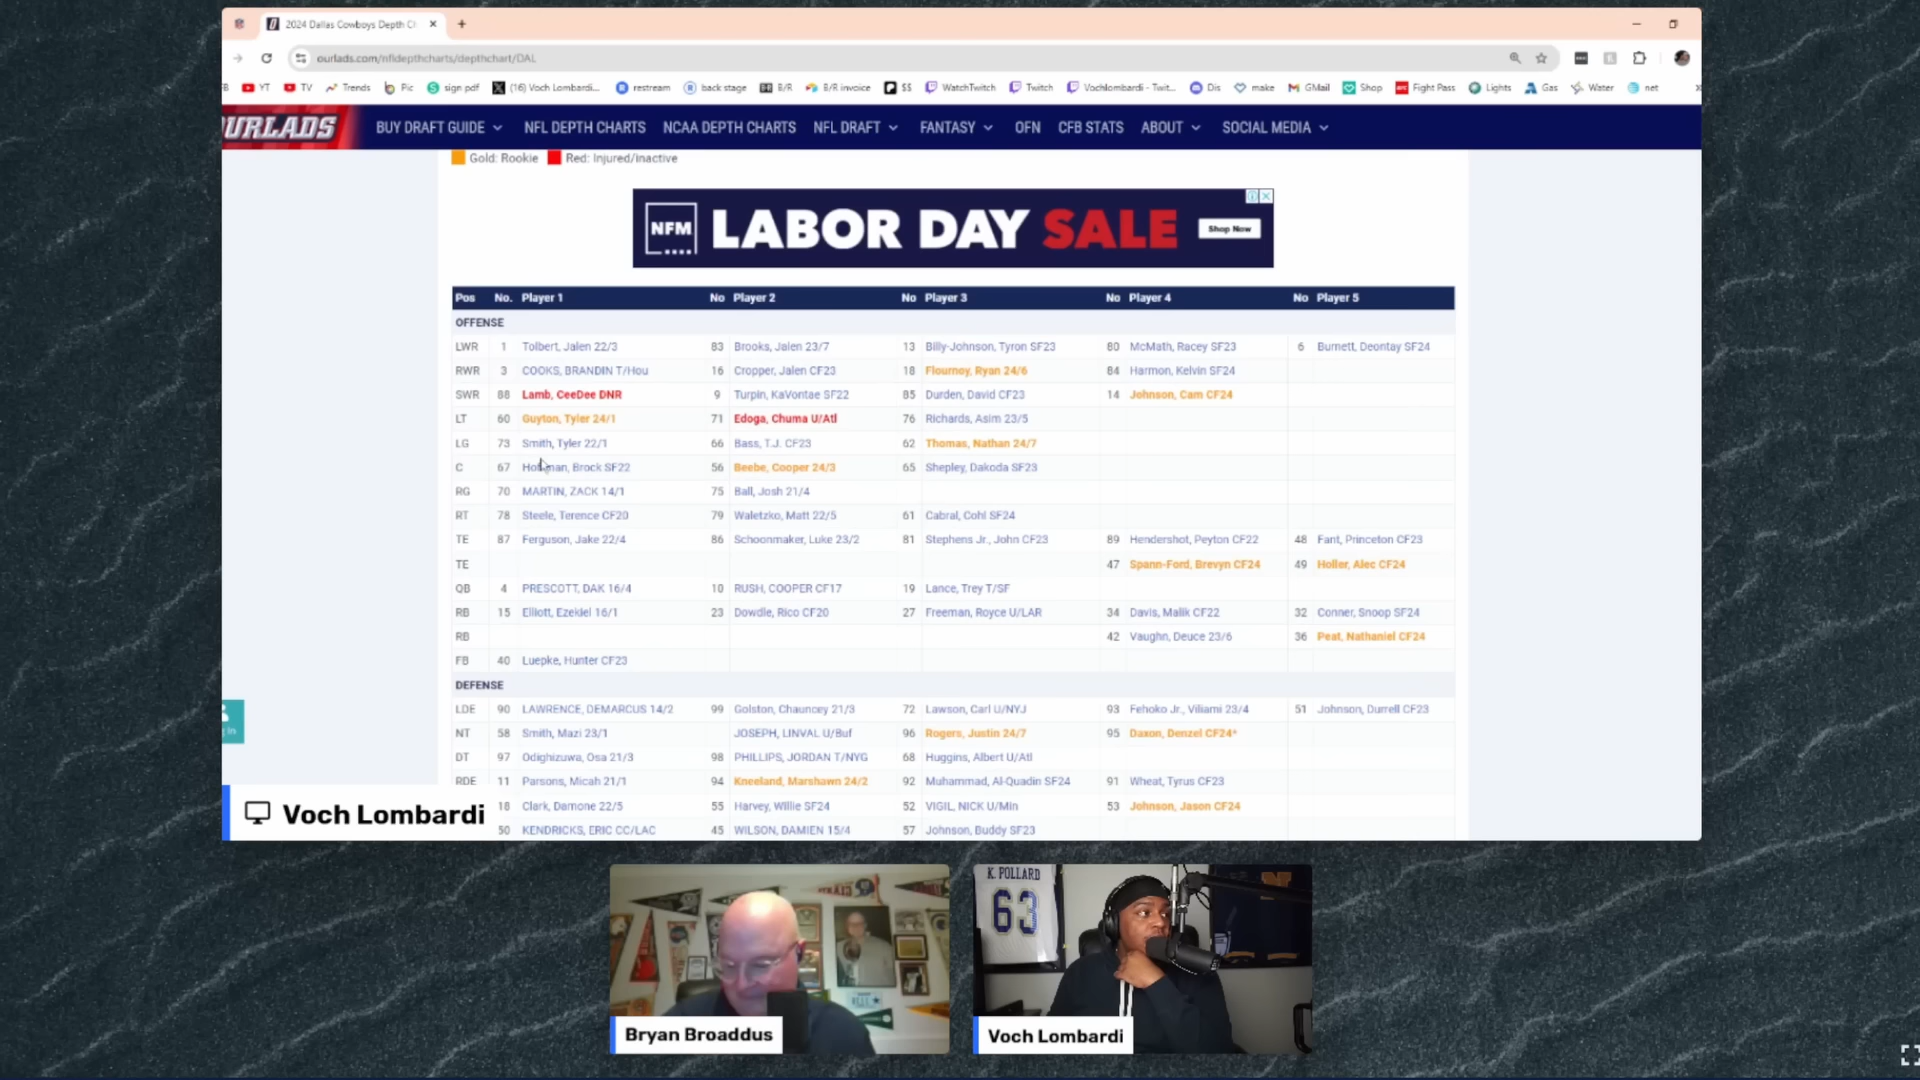 2024 Dallas Cowboys Depth Ch
ourlads.com/nfldepthcharts/depthchart/DAL
YT TV Trends Pic sign pdf (16) Voch Lombardi... restream back stage B/R B/R invoice $$ WatchTwitch Twitch Vochlombardi - Twit... Dis make GMail Shop Fight Pass Lights Gas Water net
OURLADS BUY DRAFT GUIDE NFL DEPTH CHARTS NCAA DEPTH CHARTS NFL DRAFT FANTASY OFN CFB STATS ABOUT SOCIAL MEDIA
Gold: Rookie Red: Injured/inactive
NFM LABOR DAY SALE Shop Now
Pos No. Player 1 No Player 2 No Player 3 No Player 4 No Player 5
OFFENSE
LWR 1 Tolbert, Jalen 22/3 83 Brooks, Jalen 23/7 13 Billy-Johnson, Tyron SF23 80 McMath, Racey SF23 6 Burnett, Deontay SF24
RWR 3 COOKS, BRANDIN T/Hou 16 Cropper, Jalen CF23 18 Flournoy, Ryan 24/6 84 Harmon, Kelvin SF24
SWR 88 Lamb, CeeDee DNR 9 Turpin, KaVontae SF22 85 Durden, David CF23 14 Johnson, Cam CF24
LT 60 Guyton, Tyler 24/1 71 Edoga, Chuma U/Atl 76 Richards, Asim 23/5
LG 73 Smith, Tyler 22/1 66 Bass, T.J. CF23 62 Thomas, Nathan 24/7
C 67 Hoffman, Brock SF22 56 Beebe, Cooper 24/3 65 Shepley, Dakoda SF23
RG 70 MARTIN, ZACK 14/1 75 Ball, Josh 21/4
RT 78 Steele, Terence CF20 79 Waletzko, Matt 22/5 61 Cabral, Cohl SF24
TE 87 Ferguson, Jake 22/4 86 Schoonmaker, Luke 23/2 81 Stephens Jr., John CF23 89 Hendershot, Peyton CF22 48 Fant, Princeton CF23
TE 47 Spann-Ford, Brevyn CF24 49 Holler, Alec CF24
QB 4 PRESCOTT, DAK 16/4 10 RUSH, COOPER CF17 19 Lance, Trey T/SF
RB 15 Elliott, Ezekiel 16/1 23 Dowdle, Rico CF20 27 Freeman, Royce U/LAR 34 Davis, Malik CF22 32 Conner, Snoop SF24
RB 42 Vaughn, Deuce 23/6 36 Peat, Nathaniel CF24
FB 40 Luepke, Hunter CF23
DEFENSE
LDE 90 LAWRENCE, DEMARCUS 14/2 99 Golston, Chauncey 21/3 72 Lawson, Carl U/NYJ 93 Fehoko Jr., Viliami 23/4 51 Johnson, Durrell CF23
NT 58 Smith, Mazi 23/1 JOSEPH, LINVAL U/Buf 96 Rogers, Justin 24/7 95 Daxon, Denzel CF24*
DT 97 Odighizuwa, Osa 21/3 98 PHILLIPS, JORDAN T/NYG 68 Huggins, Albert U/Atl
RDE 11 Parsons, Micah 21/1 94 Kneeland, Marshawn 24/2 92 Muhammad, Al-Quadin SF24 91 Wheat, Tyrus CF23
18 Clark, Damone 22/5 55 Harvey, Willie SF24 52 VIGIL, NICK U/Min 53 Johnson, Jason CF24
50 KENDRICKS, ERIC CC/LAC 45 WILSON, DAMIEN 15/4 57 Johnson, Buddy SF23
Voch Lombardi
K. POLLARD
63
Bryan Broaddus
Voch Lombardi